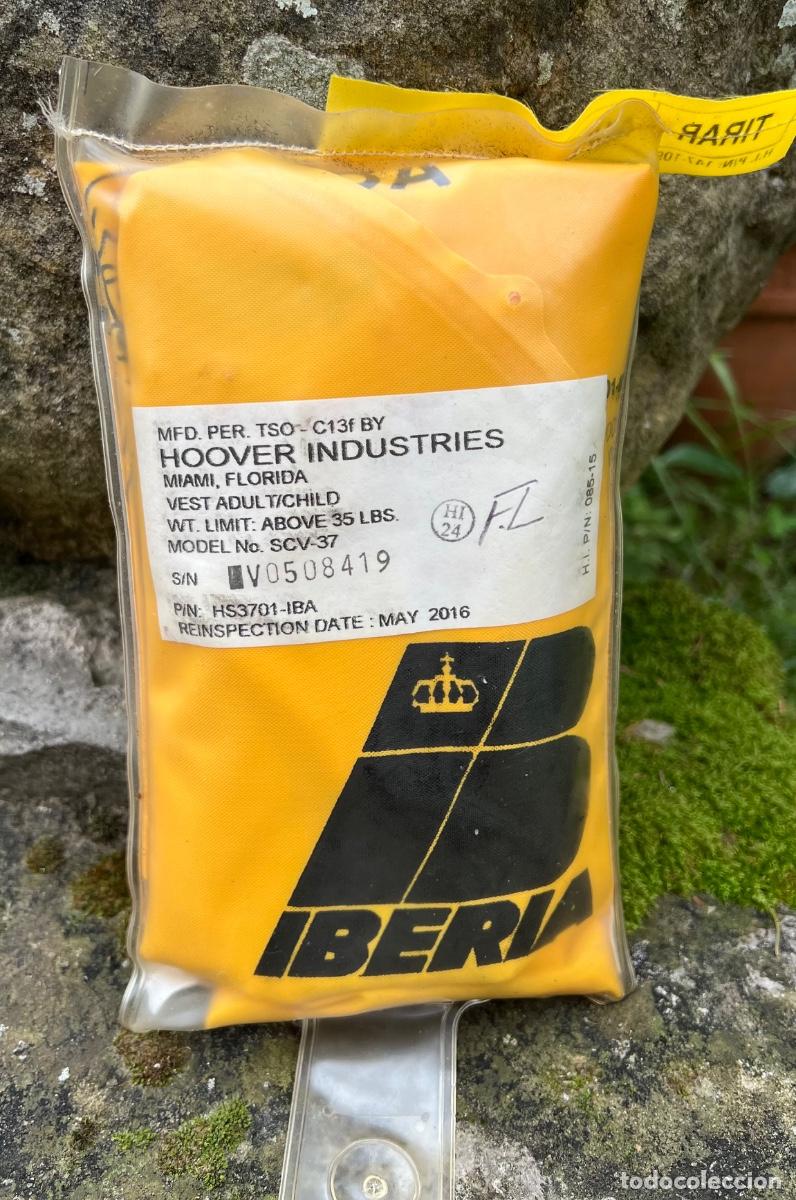 TIRAR
MFD. PER. TSO - C13f BY
HOOVER INDUSTRIES
MIAMI, FLORIDA
VEST ADULT/CHILD
WT. LIMIT: ABOVE 35 LBS.
MODEL No. SCV-37
HI
24
F.L
S/N V0508419
P/N: HS3701-IBA
REINSPECTION DATE : MAY 2016
H.I. P/N: 085-15
IBERIA
todocoleccion